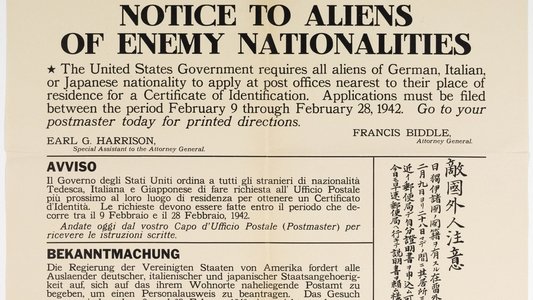 NOTICE TO ALIENS
OF ENEMY NATIONALITIES
★ The United States Government requires all aliens of German, Italian,
or Japanese nationality to apply at post offices nearest to their place of
residence for a Certificate of Identification. Applications must be filed
between the period February 9 through February 28, 1942. Go to your
postmaster today for printed directions.
FRANCIS BIDDLE,
Attorney General.
EARL G. HARRISON,
Special Assistant to the Attorney General.
AVVISO
Il Governo degli Stati Uniti ordina a tutti gli stranieri di nazionalità
Tedesca, Italiana e Giapponese di fare richiesta all' Ufficio Postale
più prossimo al loro luogo di residenza per ottenere un Certificato
d'Identità. Le richieste devono essere fatte entro il periodo che de-
corre tra il 9 Febbraio e il 28 Febbraio, 1942.
Andate oggi dal vostro Capo d'Ufficio Postale (Postmaster) per
ricevere le istruzioni scritte.
BEKANNTMACHUNG
Die Regierung der Vereinigten Staaten von Amerika fordert alle
Auslaender deutscher, italienischer und japanischer Staatsangehoerig-
keit auf, sich auf das ihrem Wohnorte naheliegende Postamt zu
begeben, um einen Personalausweis zu beantragen. Das Gesuch
敵國外人注意